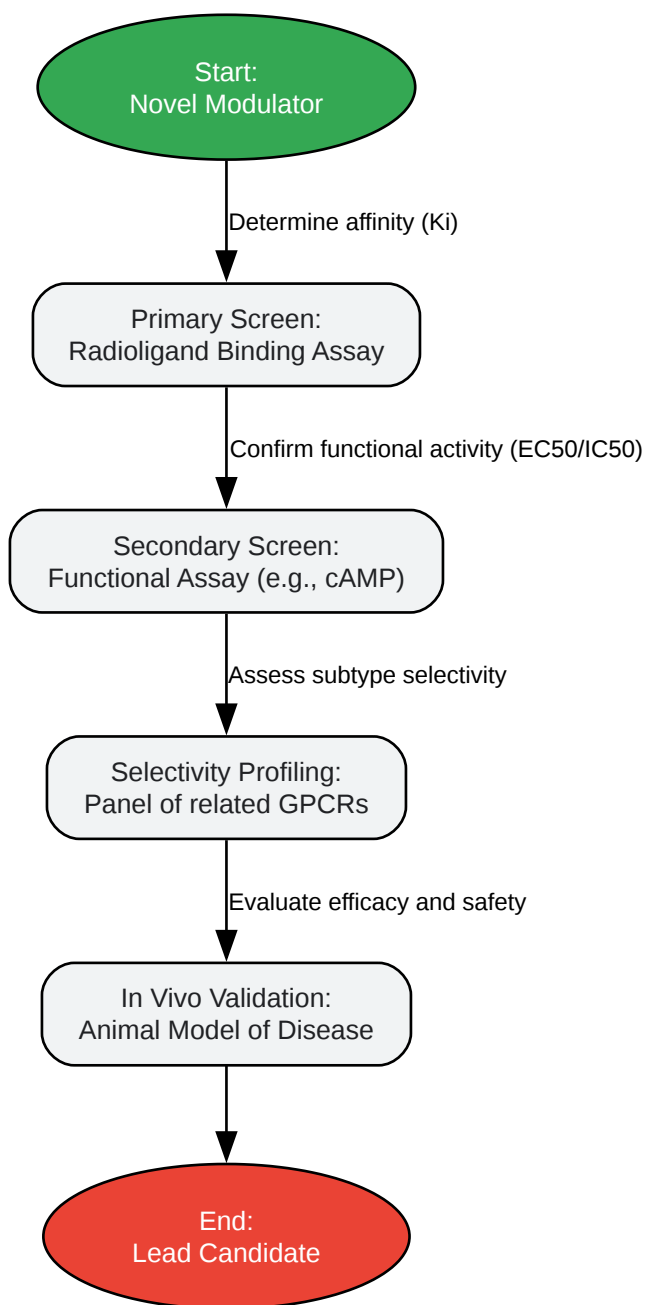 Start:
Novel Modulator
Determine affinity (Ki)
Primary Screen:
Radioligand Binding Assay
Confirm functional activity (EC50/IC50)
Secondary Screen:
Functional Assay (e.g., cAMP)
Assess subtype selectivity
Selectivity Profiling:
Panel of related GPCRs
Evaluate efficacy and safety
In Vivo Validation:
Animal Model of Disease
End:
Lead Candidate